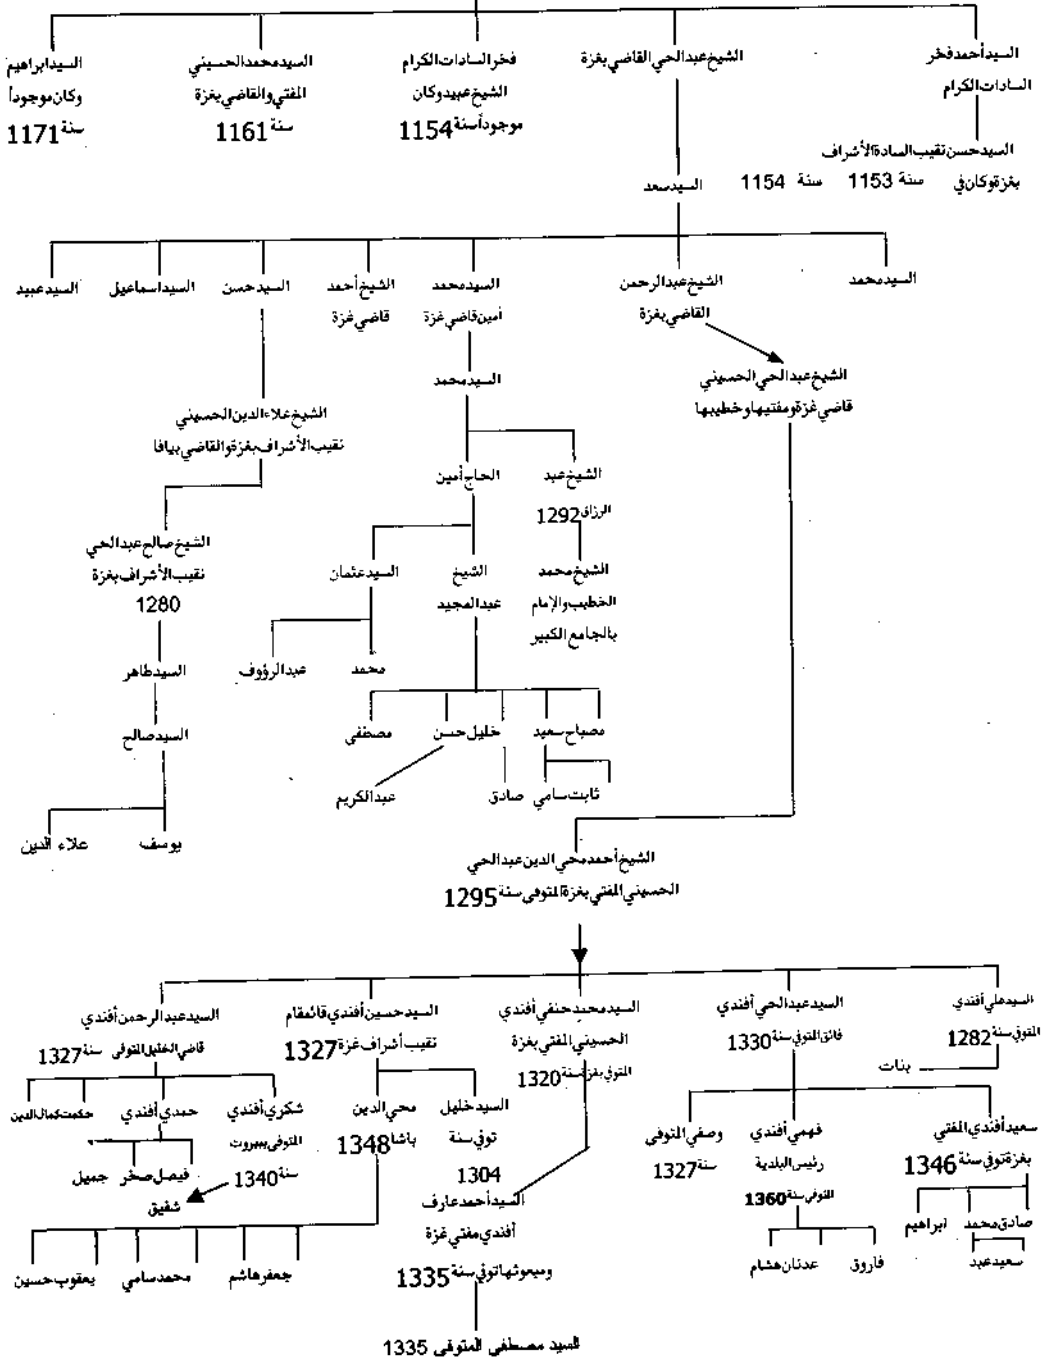 السيد أحمد فخر
السادات الكرام
الشيخ عبد الحي القاضي بغزة
فخر السادات الكرام
الشيخ عبيد وكان
موجوداً سنة 1154
السيد محمد الحسيني
المفتي والقاضي بغزة
سنة 1161
السيد ابراهيم
وكان موجوداً
سنة 1171
السيد حسن نقيب السادة الأشراف
بغزة وكان في سنة 1153 سنة 1154
السيد سعد
السيد محمد
الشيخ عبد الرحمن
القاضي بغزة
السيد محمد
أمين قاضي غزة
الشيخ أحمد
قاضي غزة
السيد حسن
السيد اسماعيل
السيد عبيد
الشيخ عبد الحي الحسيني
قاضي غزة ومفتيها وخطيبها
السيد محمد
الشيخ علاء الدين الحسيني
نقيب الأشراف بغزة والقاضي بيافا
الشيخ عبد
الرزاق 1292
الحاج أمين
الشيخ صالح عبد الحي
نقيب الأشراف بغزة
1280
الشيخ محمد
الخطيب والإمام
بالجامع الكبير
الشيخ
عبد المجيد
السيد عثمان
محمد
عبد الرؤوف
السيد طاهر
السيد صالح
مصباح سعيد
خليل حسن
مصطفى
ثابت سامي
صادق
عبد الكريم
يوسف
علاء الدين
الشيخ أحمد محي الدين عبد الحي
الحسيني المفتي بغزة المتوفى سنة 1295
السيد علي أفندي
المتوفي سنة 1282
بنات
السيد عبد الحي أفندي
فائق المتوفي سنة 1330
السيد محمد حنفي أفندي
الحسيني المفتي بغزة
المتوفي بغزة سنة 1320
السيد حسين أفندي قائمقام
نقيب أشراف غزة 1327
السيد عبد الرحمن أفندي
قاضي الخليل المتوفى سنة 1327
سعيد أفندي المفتي
بغزة توفي سنة 1346
فهمي أفندي
رئيس البلدية
المتوفي سنة 1360
وصفي المتوفى
سنة 1327
السيد خليل
توفي سنة
1304
محي الدين
باشا 1348
شكري أفندي
المتوفى ببيروت
سنة 1340
حمدي أفندي
حكمت كمال الدين
فيصل صخر
جميل
شفيق
السيد أحمد عارف
أفندي مفتي غزة
ومبعوثها توفي سنة 1335
صادق محمد
ابراهيم
سعيد عبد
فاروق
عدنان هشام
جعفر هاشم
محمد سامي
يعقوب حسين
السيد مصطفى المتوفى 1335